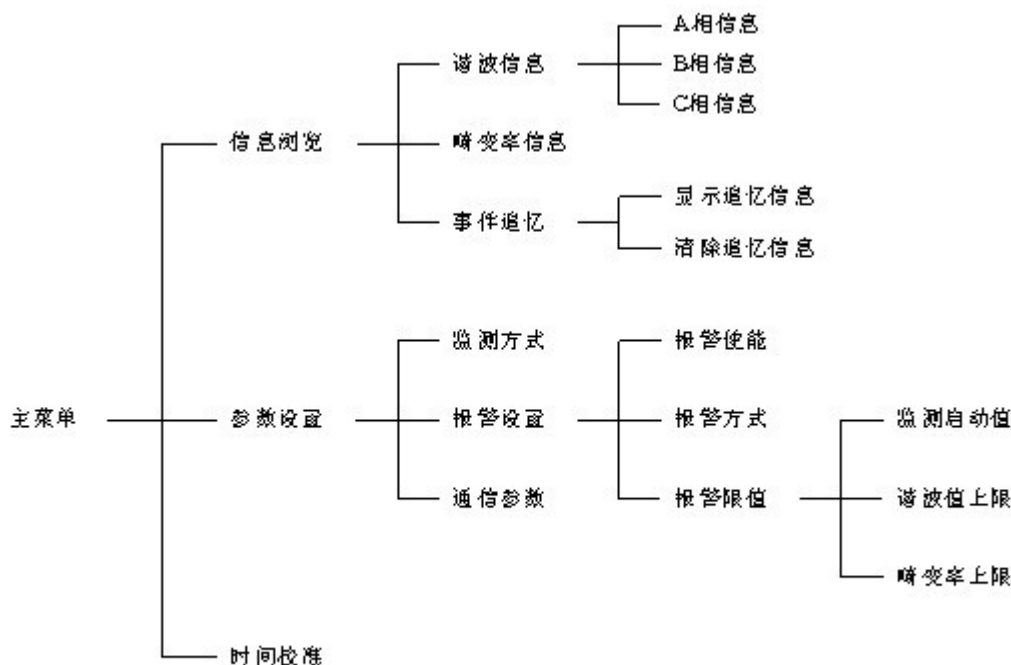 A相信息
谐波信息
B相信息
C相信息
信息浏览
畸变率信息
显示追忆信息
事件追忆
清除追忆信息
监测方式
报警使能
主菜单
参数设置
报警设置
报警方式
监测启动值
通信参数
报警限值
谐波值上限
畸变率上限
时间校准